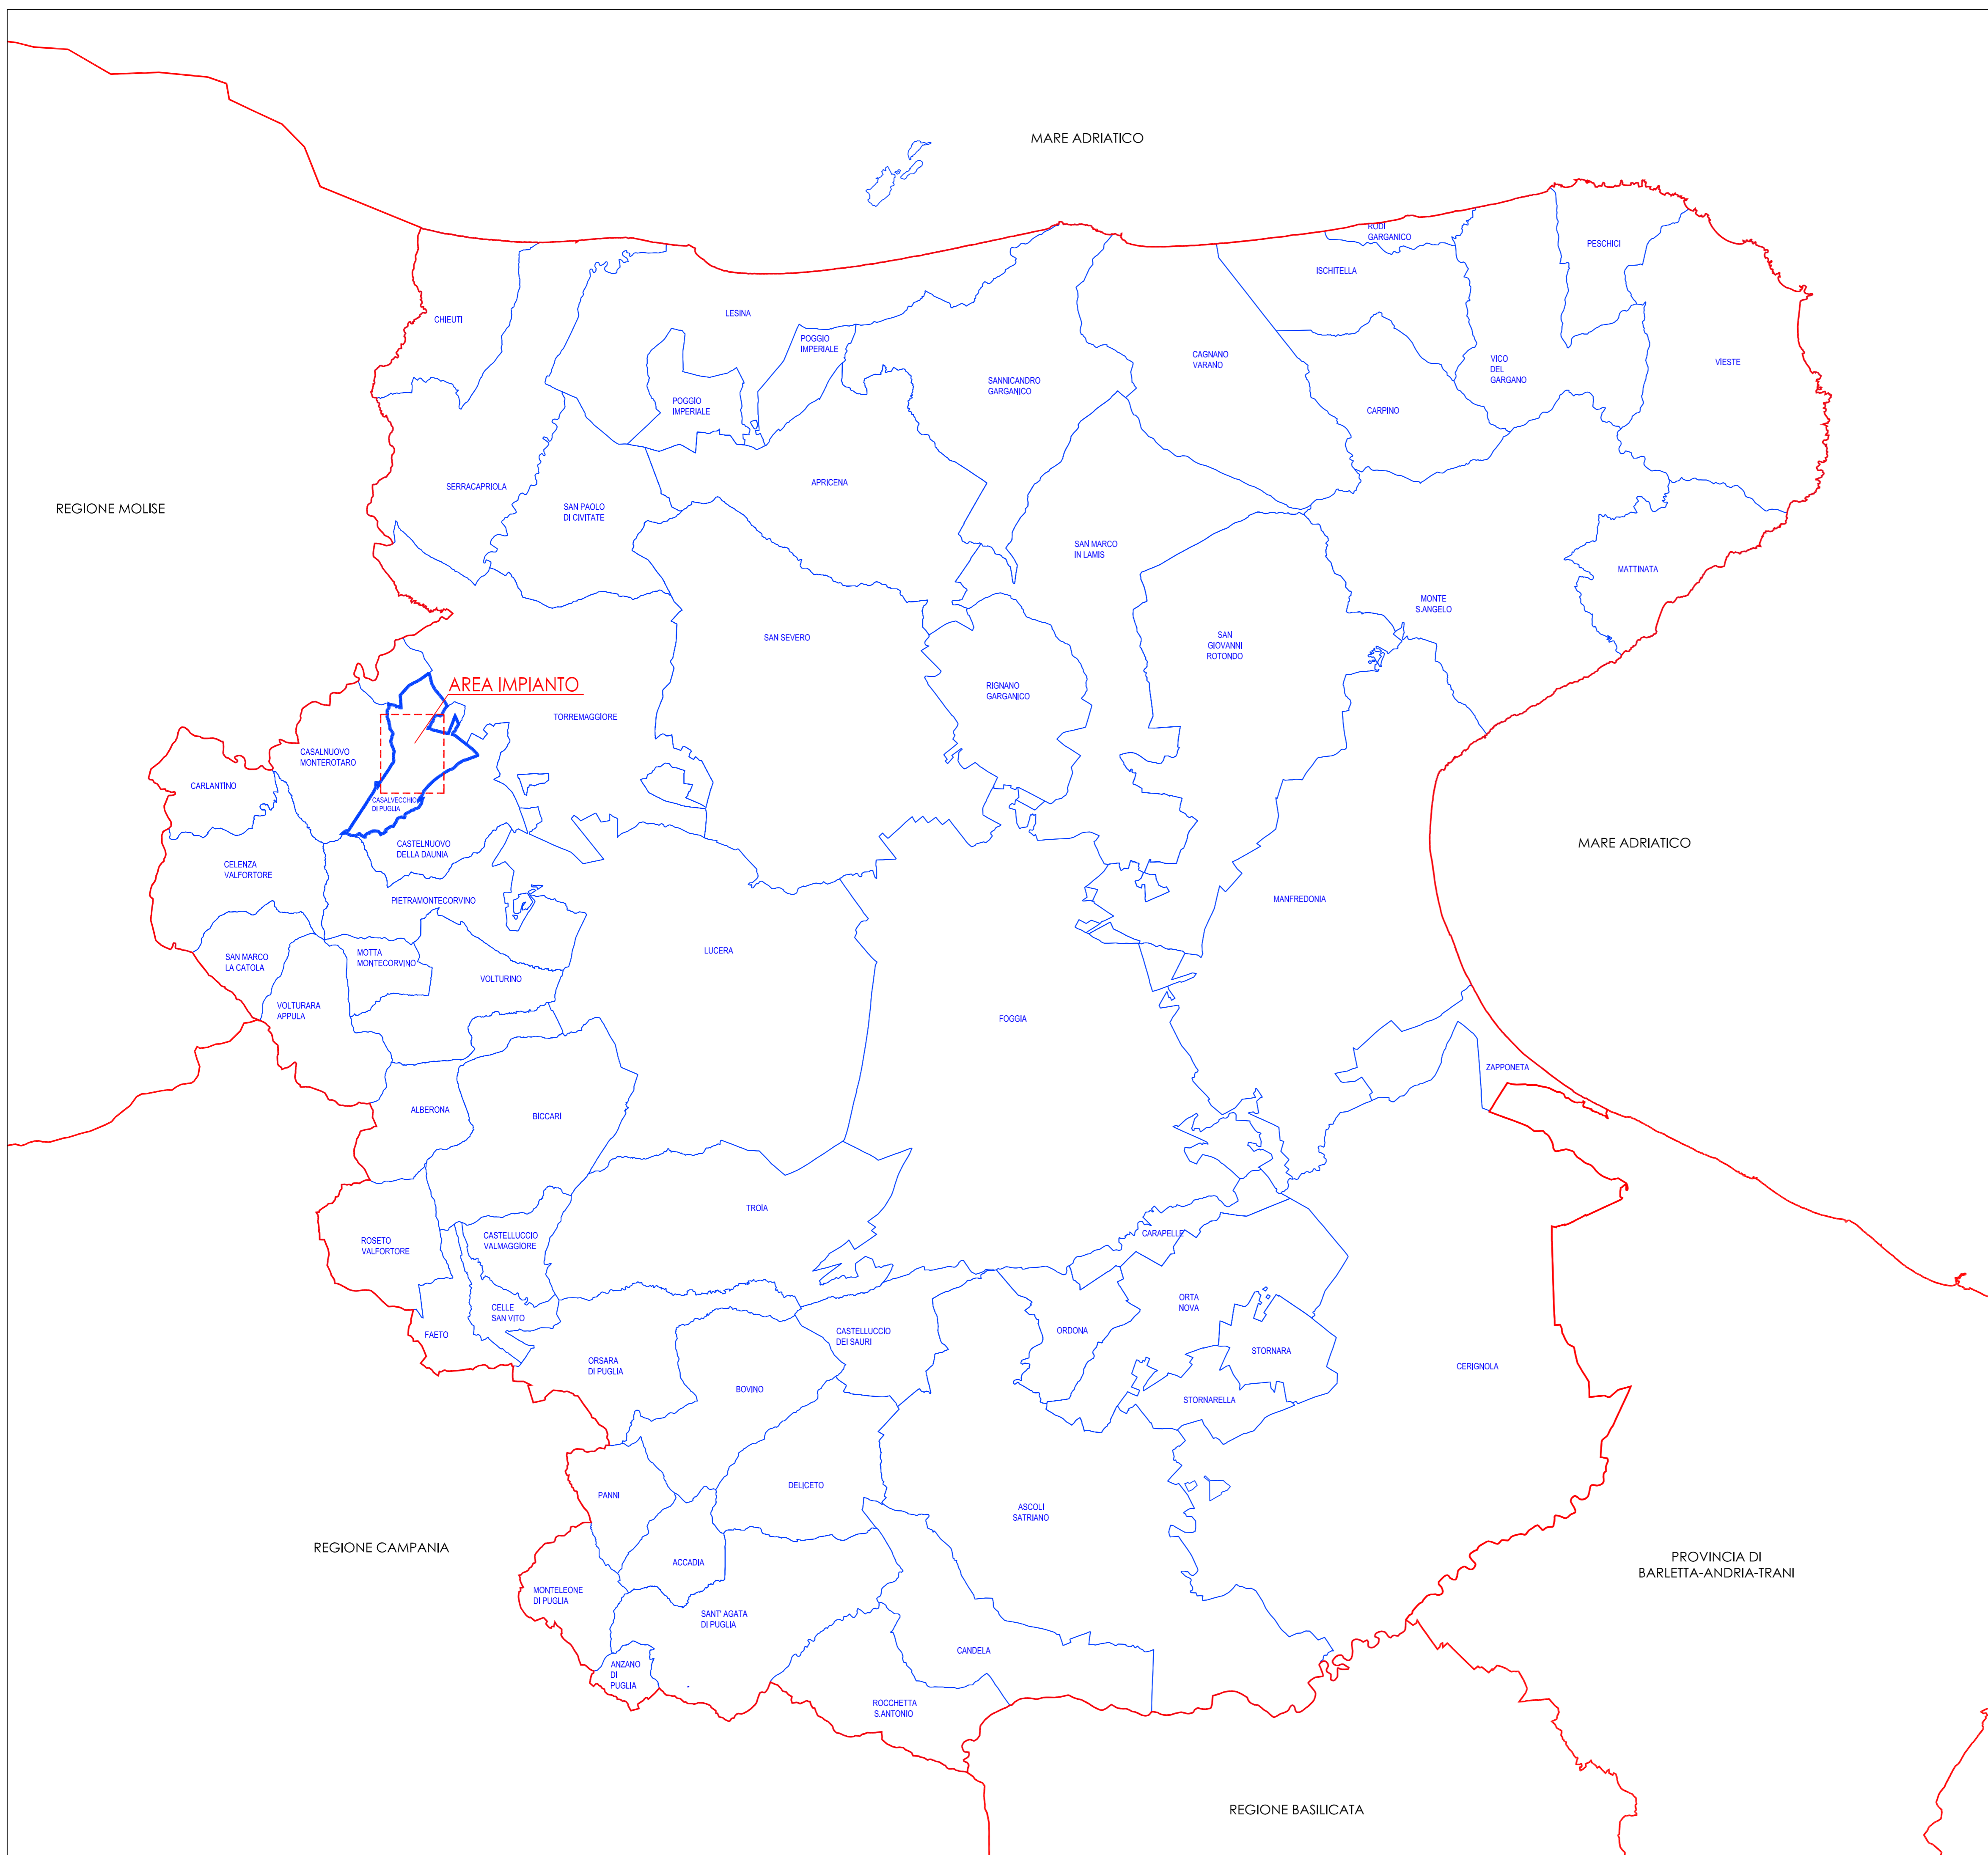 MARE ADRIATICO
RODI
GARGANICO
PESCHICI
ISCHITELLA
LESINA
CHIEUTI
POGGIO
IMPERIALE
CAGNANO
VARANO
VICO
DEL
GARGANO
VIESTE
SANNICANDRO
GARGANICO
POGGIO
IMPERIALE
CARPINO
APRICENA
SERRACAPRIOLA
REGIONE MOLISE
SAN PAOLO
DI CIVITATE
SAN MARCO
IN LAMIS
MATTINATA
MONTE
S.ANGELO
SAN SEVERO
SAN
GIOVANNI
ROTONDO
AREA IMPIANTO
RIGNANO
GARGANICO
TORREMAGGIORE
CASALNUOVO
MONTEROTARO
CARLANTINO
CASALVECCHIO
DI PUGLIA
CASTELNUOVO
DELLA DAUNIA
MARE ADRIATICO
CELENZA
VALFORTORE
PIETRAMONTECORVINO
MANFREDONIA
LUCERA
MOTTA
MONTECORVINO
SAN MARCO
LA CATOLA
VOLTURINO
VOLTURARA
APPULA
FOGGIA
ZAPPONETA
ALBERONA
BICCARI
TROIA
CARAPELLE
CASTELLUCCIO
VALMAGGIORE
ROSETO
VALFORTORE
ORTA
NOVA
CELLE
SAN VITO
ORDONA
CASTELLUCCIO
DEI SAURI
FAETO
STORNARA
ORSARA
DI PUGLIA
CERIGNOLA
BOVINO
STORNARELLA
DELICETO
PANNI
ASCOLI
SATRIANO
REGIONE CAMPANIA
PROVINCIA DI
BARLETTA-ANDRIA-TRANI
ACCADIA
MONTELEONE
DI PUGLIA
SANT' AGATA
DI PUGLIA
CANDELA
ANZANO
DI
PUGLIA
ROCCHETTA
S.ANTONIO
REGIONE BASILICATA